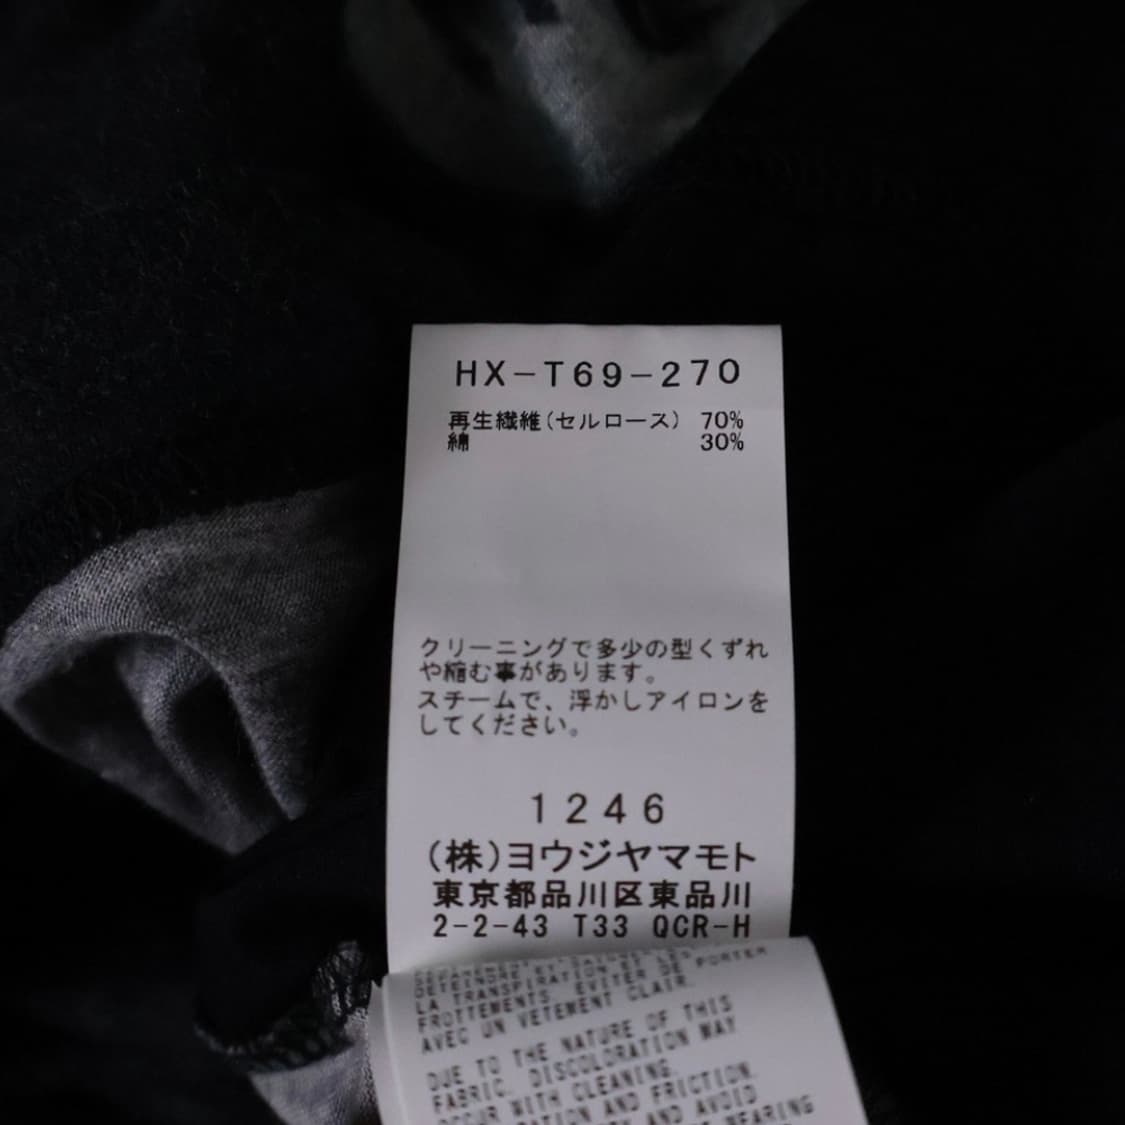 HX-T69-270
再生繊維(セルロース) 70%
綿 30%
クリーニングで多少の型くずれ
や縮む事があります。
スチームで、浮かしアイロンを
してください。
1246
(株)ヨウジヤマモト
東京都品川区東品川
2-2-43 T33 QCR-H
DE PORTER
LA TRANSPIRATION. EVITER
FROTTEMENTS.
AVEC UN VETEMENT CLAIR.
DUE TO THE NATURE OF THIS
FABRIC. DISCOLORATION MAY
OCCUR WITH CLEANING.
AND FRICTION.
AND AVOID
WEARING